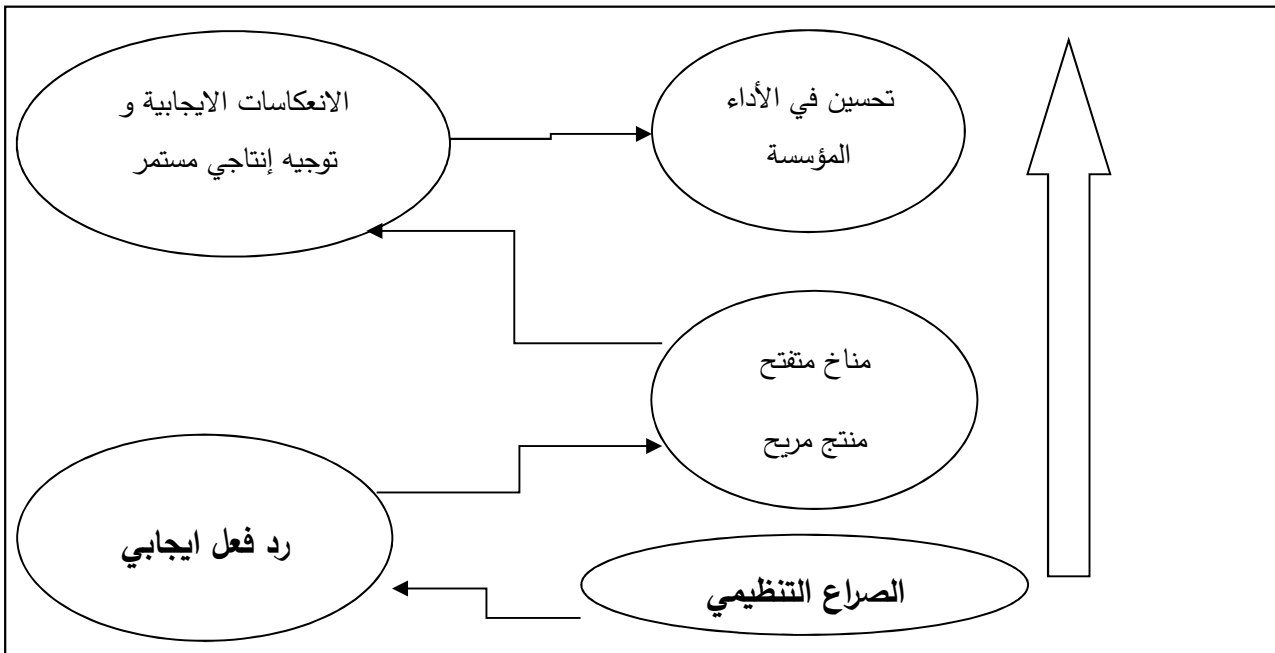 تحسين في الأداء
المؤسسة
الانعكاسات الايجابية و
توجيه إنتاجي مستمر
مناخ متفتح
منتج مريح
رد فعل ايجابي
الصراع التنظيمي